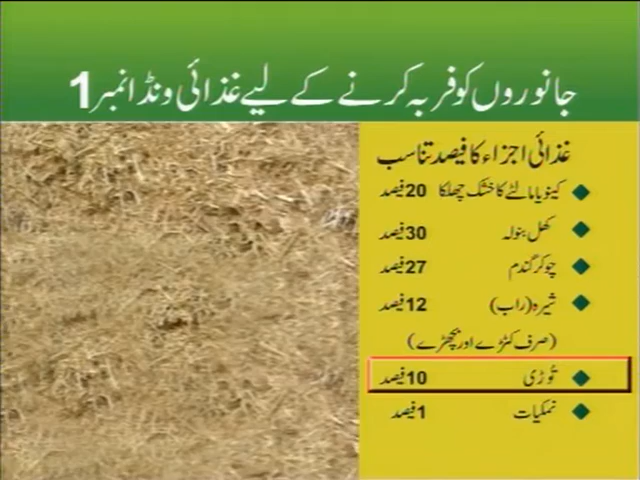 جانوروں کو فربہ کرنے کے لیے غذائی ونڈا نمبر 1
غذائی اجزاء کا فیصد تناسب
کینو یا مالٹے کا خشک چھلکا 20 فیصد
کھل بنولہ 30 فیصد
چوکر گندم 27 فیصد
شیرہ (راب) 12 فیصد
(صرف کٹڑے اور بچھڑے)
تُوڑی 10 فیصد
نمکیات 1 فیصد